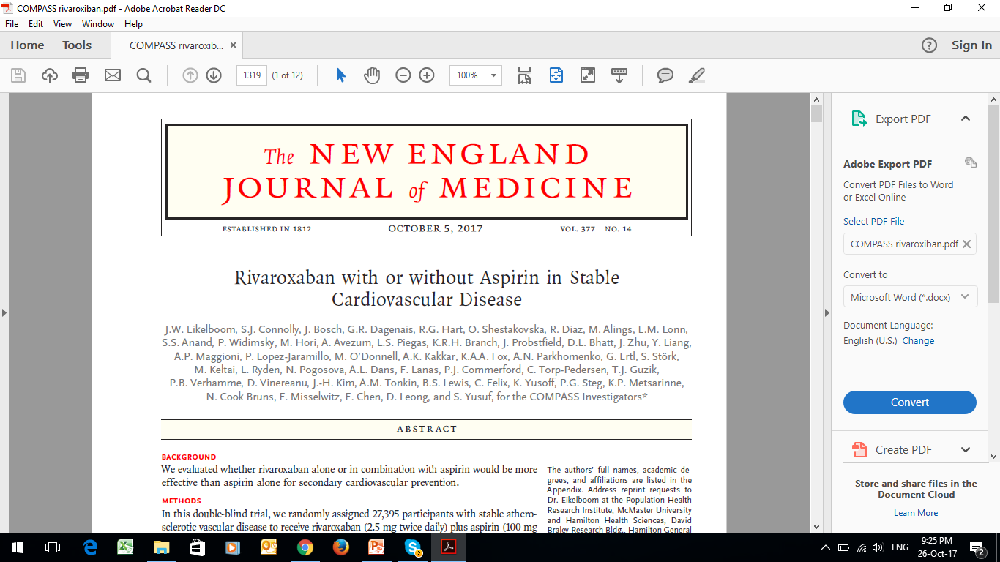 COMPASS rivaroxiban.pdf - Adobe Acrobat Reader DC
File Edit View Window Help
Home Tools COMPASS rivaroxib... × Sign In
1319 (1 of 12) 100%
The NEW ENGLAND
JOURNAL of MEDICINE
ESTABLISHED IN 1812 OCTOBER 5, 2017 VOL. 377 NO. 14
Rivaroxaban with or without Aspirin in Stable
Cardiovascular Disease
J.W. Eikelboom, S.J. Connolly, J. Bosch, G.R. Dagenais, R.G. Hart, O. Shestakovska, R. Diaz, M. Alings, E.M. Lonn,
S.S. Anand, P. Widimsky, M. Hori, A. Avezum, L.S. Piegas, K.R.H. Branch, J. Probstfield, D.L. Bhatt, J. Zhu, Y. Liang,
A.P. Maggioni, P. Lopez-Jaramillo, M. O'Donnell, A.K. Kakkar, K.A.A. Fox, A.N. Parkhomenko, G. Ertl, S. Störk,
M. Keltai, L. Ryden, N. Pogosova, A.L. Dans, F. Lanas, P.J. Commerford, C. Torp-Pedersen, T.J. Guzik,
P.B. Verhamme, D. Vinereanu, J.-H. Kim, A.M. Tonkin, B.S. Lewis, C. Felix, K. Yusoff, P.G. Steg, K.P. Metsarinne,
N. Cook Bruns, F. Misselwitz, E. Chen, D. Leong, and S. Yusuf, for the COMPASS Investigators*
ABSTRACT
BACKGROUND
We evaluated whether rivaroxaban alone or in combination with aspirin would be more
effective than aspirin alone for secondary cardiovascular prevention.
METHODS
In this double-blind trial, we randomly assigned 27,395 participants with stable athero-
sclerotic vascular disease to receive rivaroxaban (2.5 mg twice daily) plus aspirin (100 mg
The authors' full names, academic de-
grees, and affiliations are listed in the
Appendix. Address reprint requests to
Dr. Eikelboom at the Population Health
Research Institute, McMaster University
and Hamilton Health Sciences, David
Braley Research Bldg., Hamilton General
Export PDF
Adobe Export PDF
Convert PDF Files to Word
or Excel Online
Select PDF File
COMPASS rivaroxiban.pdf ×
Convert to
Microsoft Word (*.docx)
Document Language:
English (U.S.) Change
Convert
Create PDF
Store and share files in the
Document Cloud
Learn More
2
ENG
9:25 PM
26-Oct-17
2